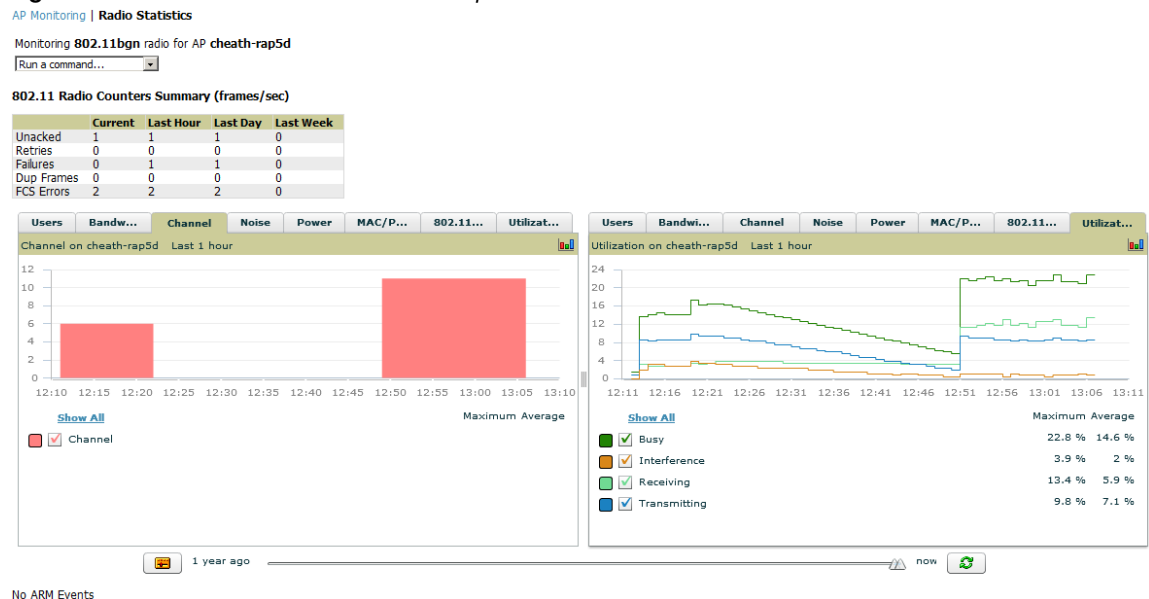 AP Monitoring | Radio Statistics
Monitoring 802.11bgn radio for AP cheath-rap5d
Run a command...
802.11 Radio Counters Summary (frames/sec)
Current Last Hour Last Day Last Week
Unacked 1 1 1 0
Retries 0 0 0 0
Failures 0 1 1 0
Dup Frames 0 0 0 0
FCS Errors 2 2 2 0
Users Bandw... Channel Noise Power MAC/P... 802.11... Utilizat...
Channel on cheath-rap5d Last 1 hour
12
10
8
6
4
2
0
12:10 12:15 12:20 12:25 12:30 12:35 12:40 12:45 12:50 12:55 13:00 13:05 13:10
Show All Maximum Average
Channel
Users Bandwi... Channel Noise Power MAC/P... 802.11... Utilizat...
Utilization on cheath-rap5d Last 1 hour
24
20
16
12
8
4
0
12:11 12:16 12:21 12:26 12:31 12:36 12:41 12:46 12:51 12:56 13:01 13:06 13:11
Show All Maximum Average
Busy 22.8 % 14.6 %
Interference 3.9 % 2 %
Receiving 13.4 % 5.9 %
Transmitting 9.8 % 7.1 %
1 year ago now
No ARM Events